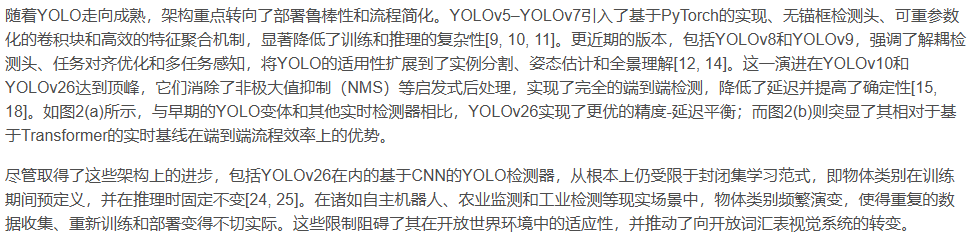 随着YOLO走向成熟，架构重点转向了部署鲁棒性和流程简化。YOLOv5–YOLOv7引入了基于PyTorch的实现、无锚框检测头、可重参数
化的卷积块和高效的特征聚合机制，显著降低了训练和推理的复杂性[9, 10, 11]。更近期的版本，包括YOLOv8和YOLOv9，强调了解耦检
测头、任务对齐优化和多任务感知，将YOLO的适用性扩展到了实例分割、姿态估计和全景理解[12, 14]。这一演进在YOLOv10和
YOLOv26达到顶峰，它们消除了非极大值抑制（NMS）等启发式后处理，实现了完全的端到端检测，降低了延迟并提高了确定性[15,
18]。如图2(a)所示，与早期的YOLO变体和其他实时检测器相比，YOLOv26实现了更优的精度-延迟平衡；而图2(b)则突显了其相对于基
于Transformer的实时基线在端到端流程效率上的优势。
尽管取得了这些架构上的进步，包括YOLOv26在内的基于CNN的YOLO检测器，从根本上仍受限于封闭集学习范式，即物体类别在训练
期间预定义，并在推理时固定不变[24, 25]。在诸如自主机器人、农业监测和工业检测等现实场景中，物体类别频繁演变，使得重复的数
据收集、重新训练和部署变得不切实际。这些限制阻碍了其在开放世界环境中的适应性，并推动了向开放词汇表视觉系统的转变。